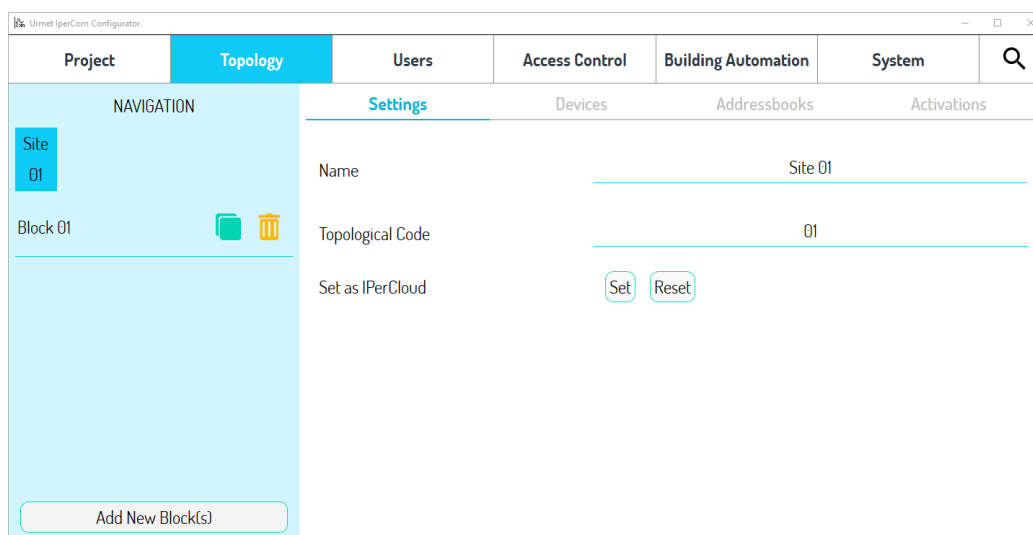 Urmet IperCom Configurator
Project Topology Users Access Control Building Automation System
NAVIGATION
Settings Devices Addressbooks Activations
Site
01
Name Site 01
Block 01
Topological Code 01
Set as IPerCloud Set Reset
Add New Block(s)